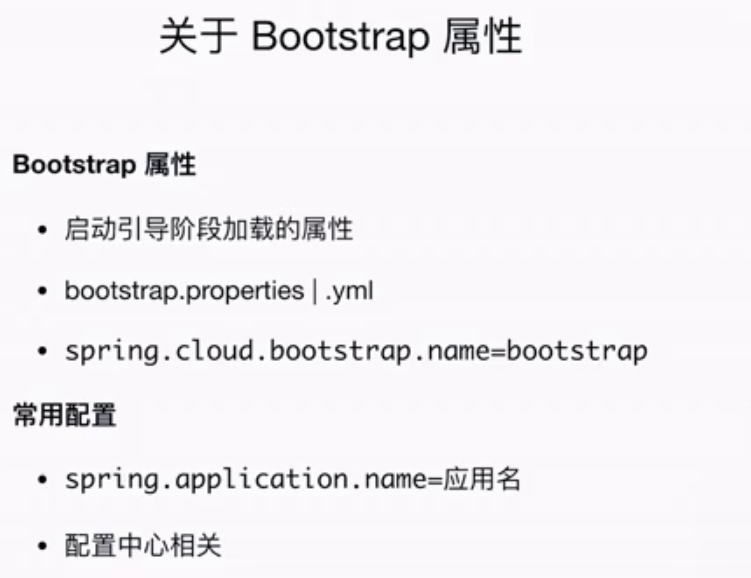 关于 Bootstrap 属性
Bootstrap 属性
• 启动引导阶段加载的属性
• bootstrap.properties | .yml
• spring.cloud.bootstrap.name=bootstrap
常用配置
• spring.application.name=应用名
• 配置中心相关